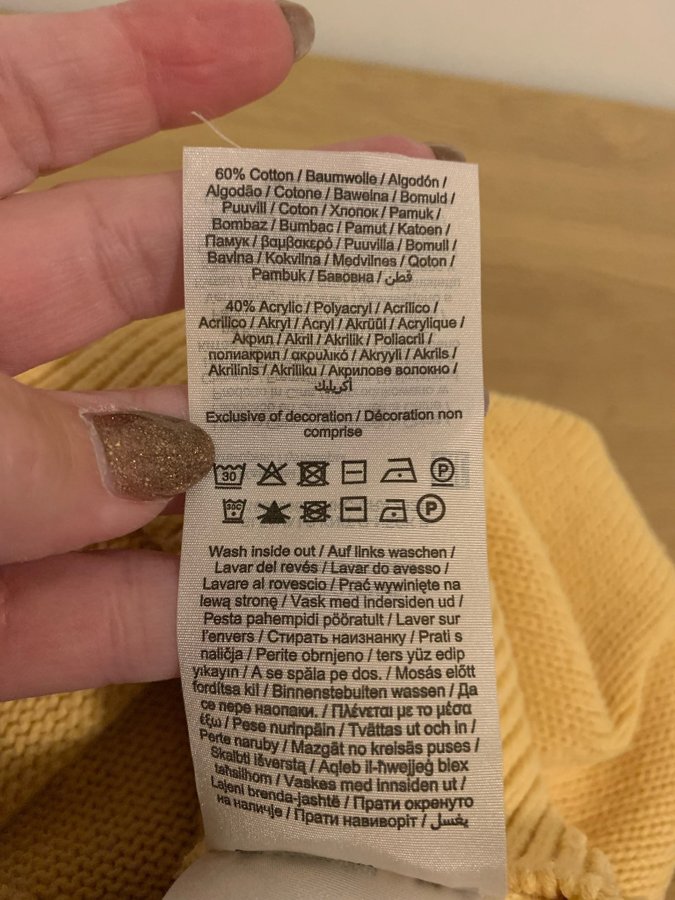 60% Cotton / Baumwolle / Algodón /
Algodão / Cotone / Baweina / Bomuld /
Puuvill / Coton / Хлопок / Pamuk /
Bombaz / Bumbac / Pamut / Katoen /
Памук / βαμβακερό / Puuvilla / Bomull /
Bavlna / Kokvilna / Medvilnes / Qoton /
Pambuk / Бавовна / قطن
40% Acrylic / Polyacryl / Acrílico /
Acrilico / Akryl / Acryl / Akrüül / Acrylique /
Акрил / Akril / Akrilik / Poliacril /
полиакрил / ακρυλικό / Akryyli / Akrils /
Akrilinis / Akriliku / Акрилове волокно /
أكريليك
Exclusive of decoration / Décoration non
comprise
30 P
30C P
Wash inside out / Auf links waschen /
Lavar del revés / Lavar do avesso /
Lavare al rovescio / Prać wywinięte na
lewą stronę / Vask med indersiden ud /
Pesta pahempidi pööratult / Laver sur
l'envers / Стирать наизнанку / Prati s
naličja / Perite obrnjeno / ters yüz edip
yıkayın / A se spăla pe dos. / Mosás előtt
fordítsa ki! / Binnenstebuiten wassen / Да
се пере наопаки. / Πλένεται με το μέσα
έξω / Pese nurinpäin / Tvättas ut och in /
Perte naruby / Mazgāt no kreisās puses /
Skalbti išverstą / Aqleb il-ħwejjeġ biex
taħsilhom / Vaskes med innsiden ut /
Lajeni brenda-jashtë / Прати окренуто
на наличје / Прати навиворіт / يغسل